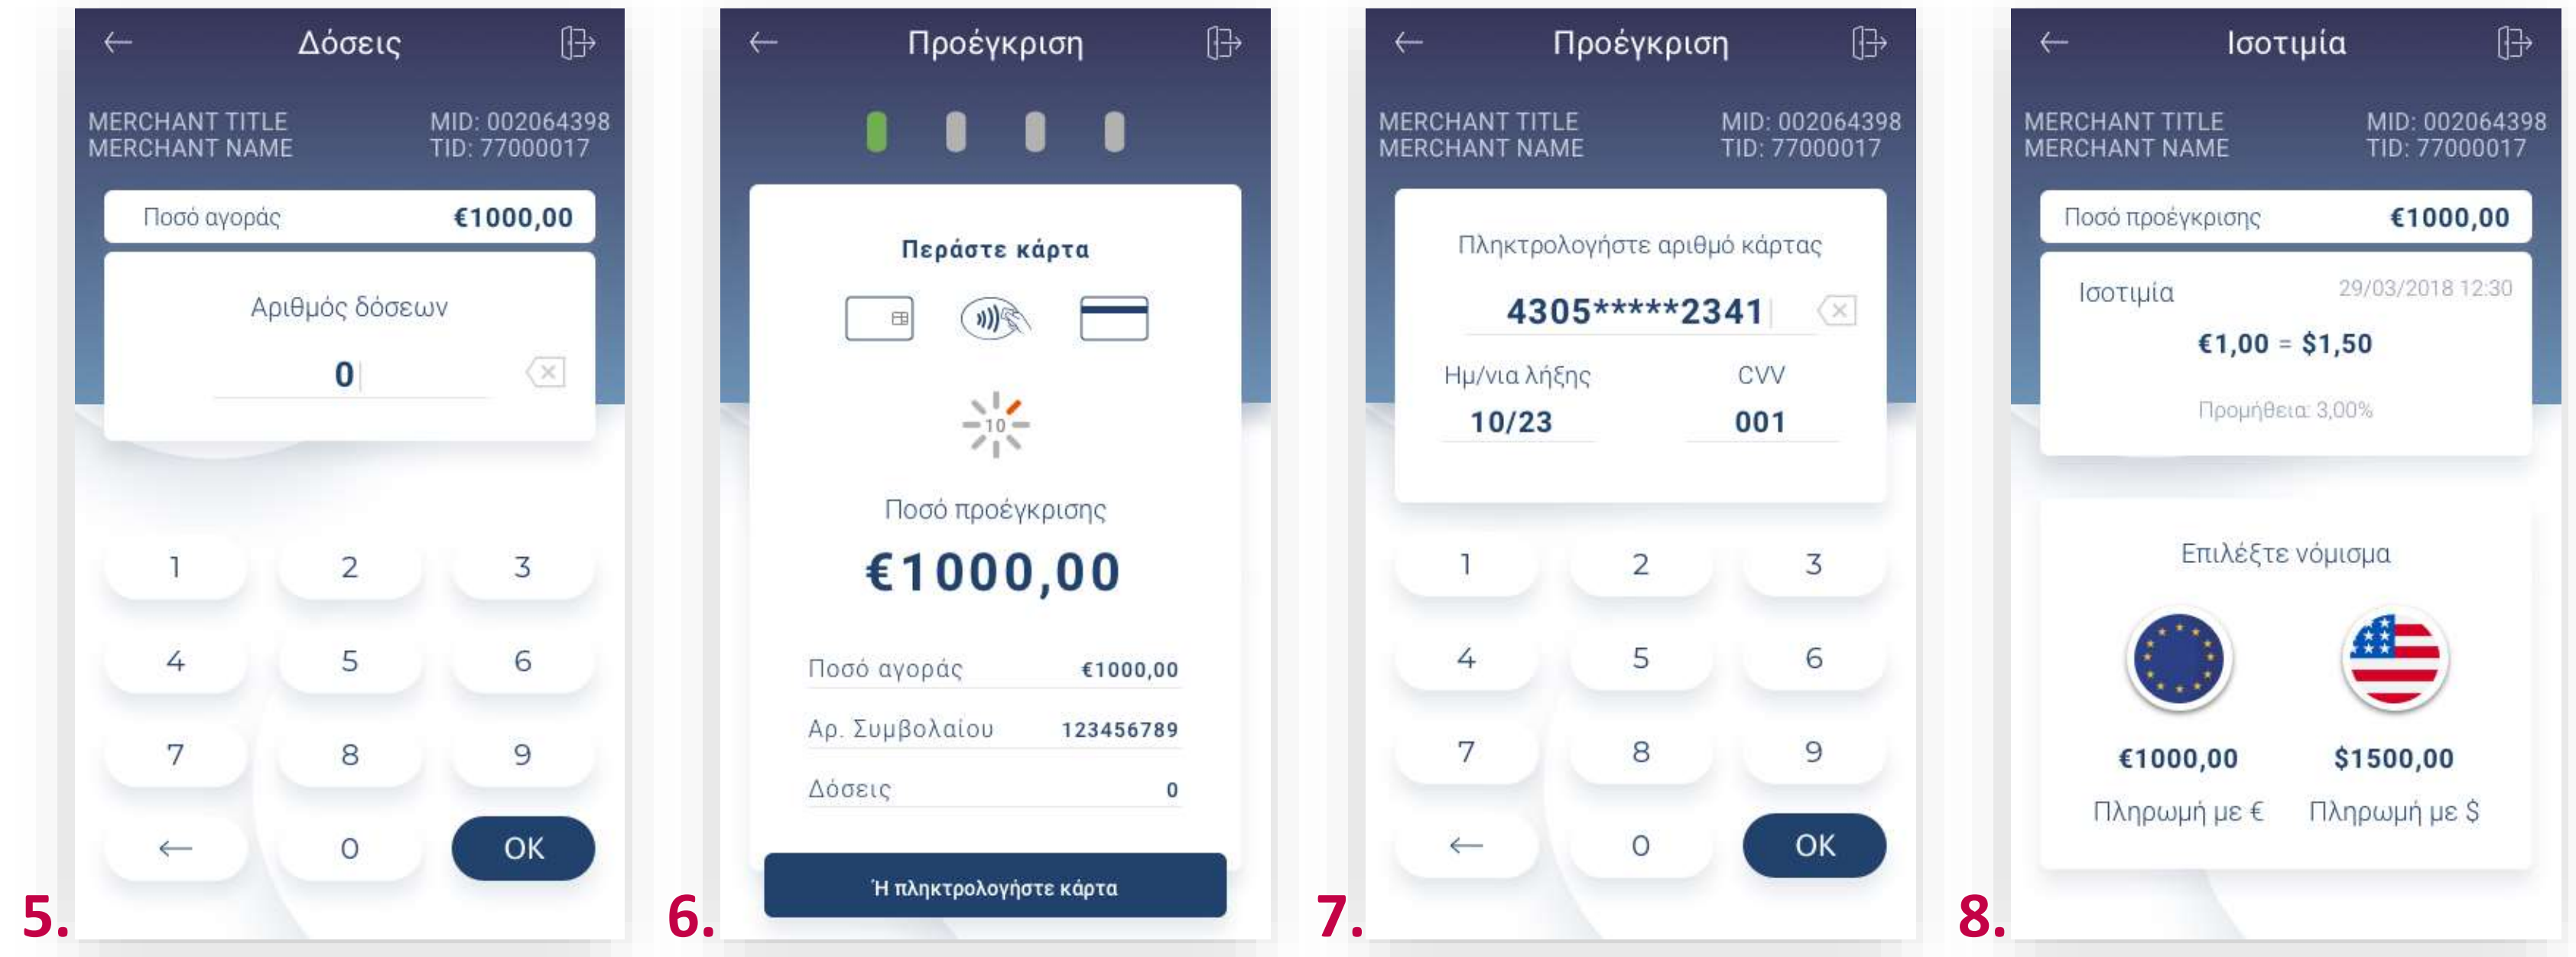 Δόσεις
MERCHANT TITLE MID: 002064398
MERCHANT NAME TID: 77000017
Ποσό αγοράς €1000,00
Αριθμός δόσεων
0
1 2 3
4 5 6
7 8 9
0 OK
5.
Προέγκριση
Περάστε κάρτα
10
Ποσό προέγκρισης
€1000,00
Ποσό αγοράς €1000,00
Αρ. Συμβολαίου 123456789
Δόσεις 0
Ή πληκτρολογήστε κάρτα
6.
Προέγκριση
MERCHANT TITLE MID: 002064398
MERCHANT NAME TID: 77000017
Πληκτρολογήστε αριθμό κάρτας
4305*****2341
Ημ/νια λήξης CVV
10/23 001
1 2 3
4 5 6
7 8 9
0 OK
7.
Ισοτιμία
MERCHANT TITLE MID: 002064398
MERCHANT NAME TID: 77000017
Ποσό προέγκρισης €1000,00
Ισοτιμία 29/03/2018 12:30
€1,00 = $1,50
Προμήθεια: 3,00%
Επιλέξτε νόμισμα
€1000,00 $1500,00
Πληρωμή με € Πληρωμή με $
8.